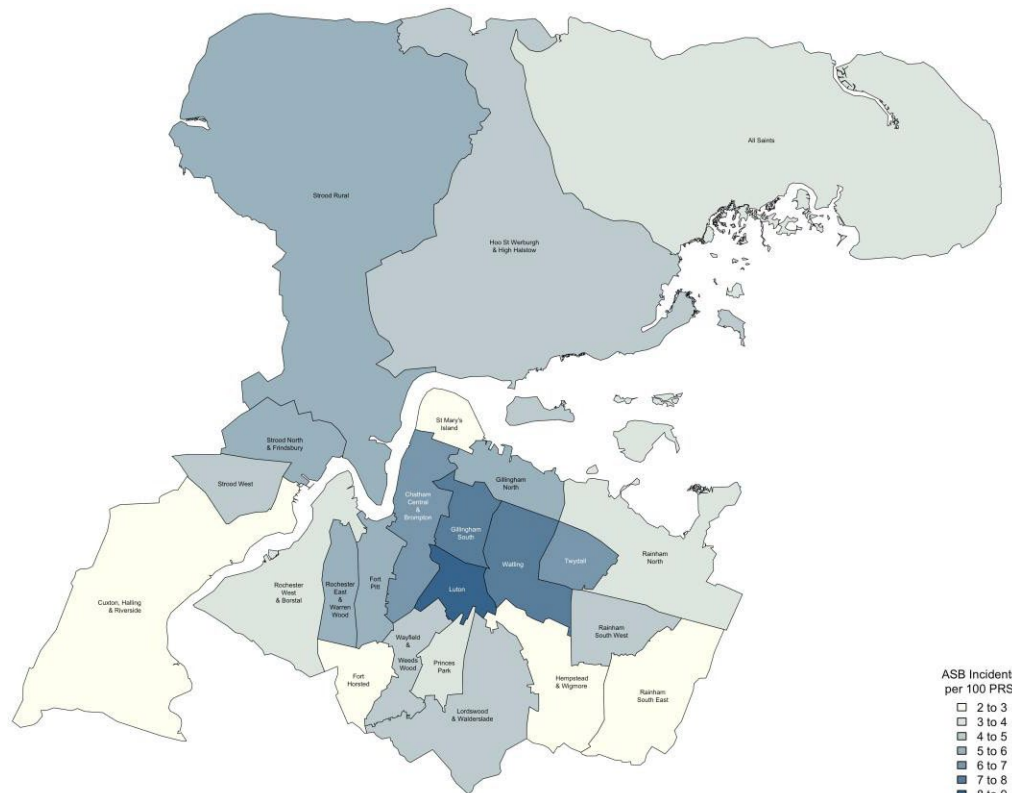 All Saints
Strood Rural
Hoo St Werburgh
& High Halstow
St Mary's
Island
Strood North
& Frindsbury
Strood West
Gillingham
North
Chatham
Central
&
Brompton
Gillingham
South
Watling
Twydall
Rainham
North
Cuxton, Halling
& Riverside
Rochester
West
& Borstal
Rochester
East
&
Warren
Wood
Fort
Pitt
Luton
Wayfield
&
Weeds
Wood
Princes
Park
Rainham
South West
Fort
Horsted
Lordswood
& Walderslade
Hempstead
& Wigmore
Rainham
South East
ASB Incident
per 100 PRS
2 to 3
3 to 4
4 to 5
5 to 6
6 to 7
7 to 8
8 to 9